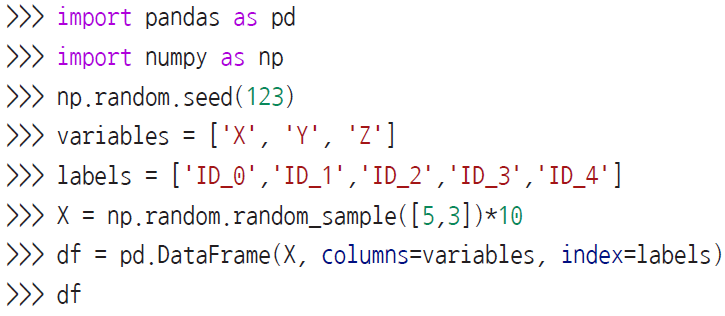 >>> import pandas as pd
>>> import numpy as np
>>> np.random.seed(123)
>>> variables = ['X', 'Y', 'Z']
>>> labels = ['ID_0','ID_1','ID_2','ID_3','ID_4']
>>> X = np.random.random_sample([5,3])*10
>>> df = pd.DataFrame(X, columns=variables, index=labels)
>>> df